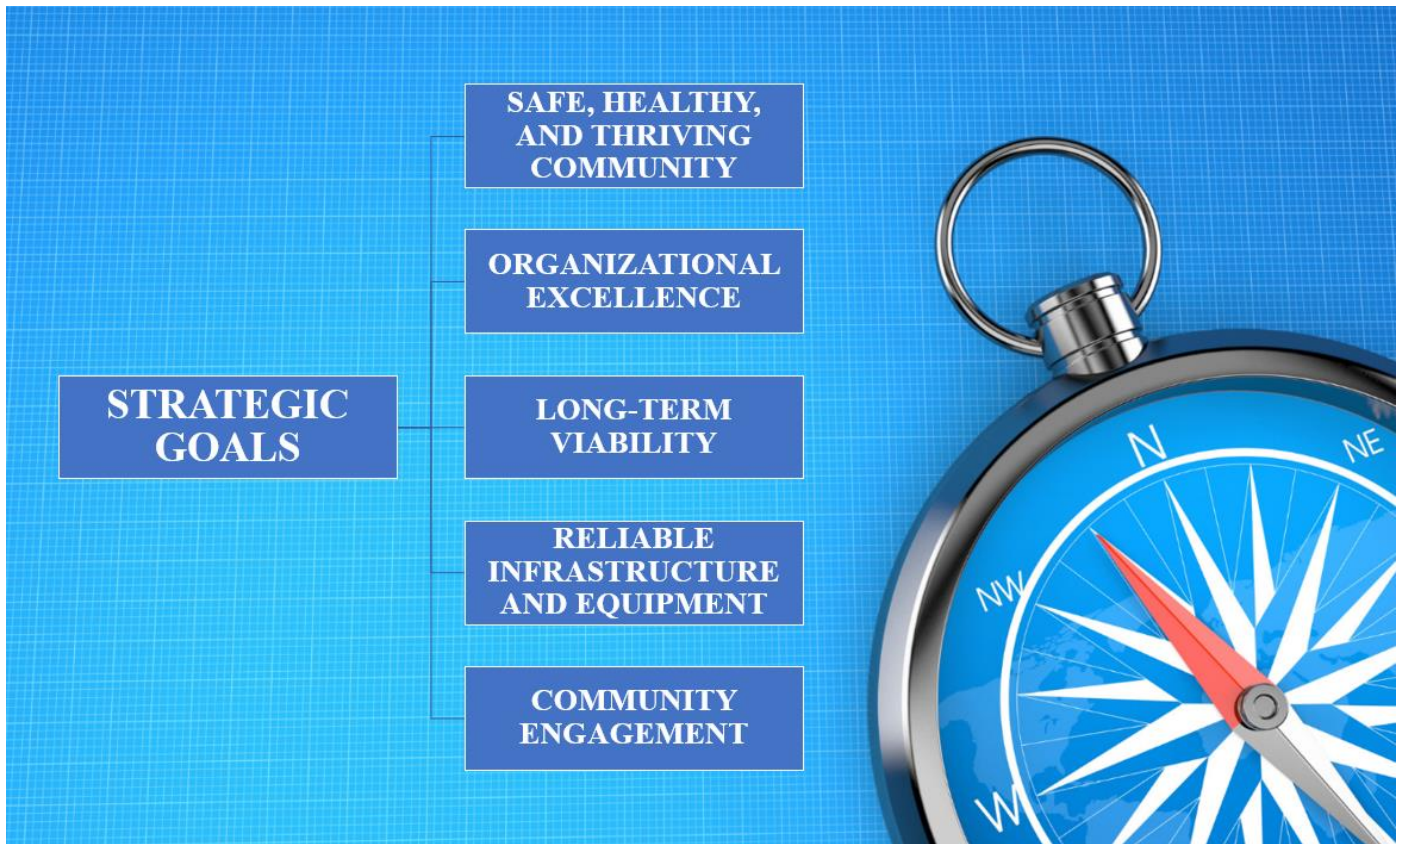 SAFE, HEALTHY,
AND THRIVING
COMMUNITY
ORGANIZATIONAL
EXCELLENCE
STRATEGIC
GOALS
LONG-TERM
VIABILITY
RELIABLE
INFRASTRUCTURE
AND EQUIPMENT
COMMUNITY
ENGAGEMENT
N
NE
NW
W